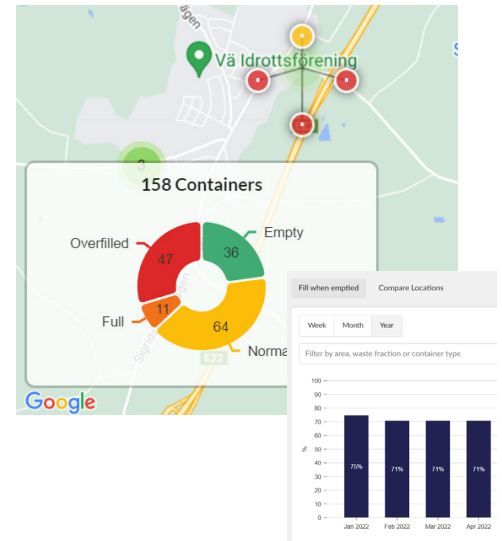 ägen
Vä Idrottsförening
3
158 Containers
Overfilled
47
36
Empty
Full
11
64
Norma
E22
Google
Fill when emptied
Compare Locations
Week
Month
Year
Filter by area, waste fraction or container type
100
90
80
70
60
50
%
40
30
20
10
0
75%
71%
71%
71%
Jan 2022
Feb 2022
Mar 2022
Apr 2022